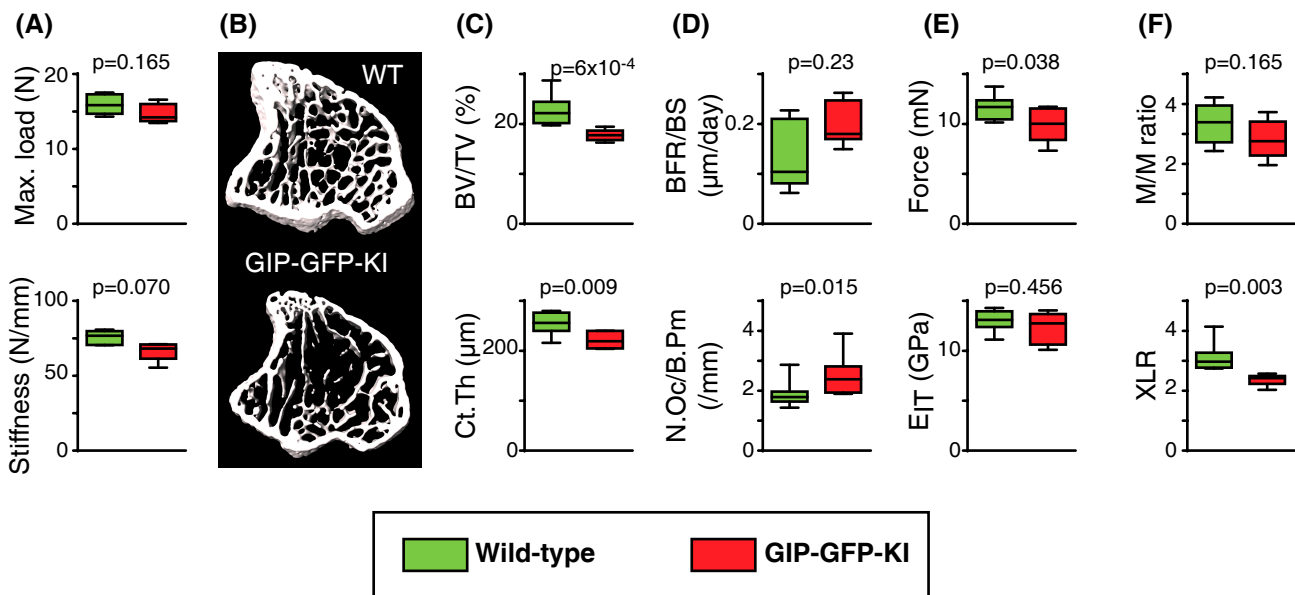 (A)
p=0.165
Max. load (N)
20
10
0
p=0.070
Stiffness (N/mm)
100
50
0
(B)
WT
GIP-GFP-KI
(C)
p=6x10⁻⁴
BV/TV (%)
20
0
p=0.009
Ct.Th (µm)
200
0
(D)
p=0.23
BFR/BS
(µm/day)
0.2
0
p=0.015
N.Oc/B.Pm
(/mm)
4
2
0
(E)
p=0.038
Force (mN)
10
0
p=0.456
EIT (GPa)
10
0
(F)
p=0.165
M/M ratio
4
2
0
p=0.003
XLR
4
2
0
Wild-type
GIP-GFP-KI